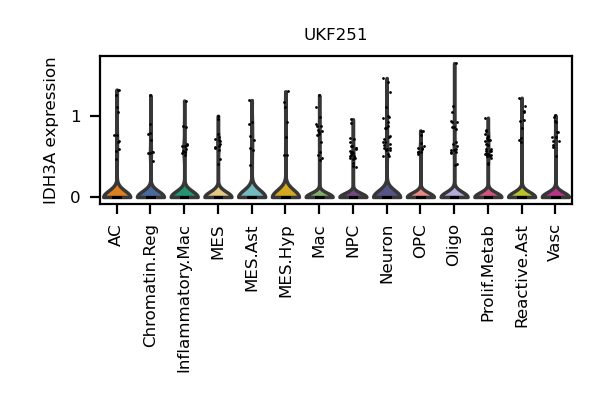 UKF251
IDH3A expression
1
0
AC
Chromatin.Reg
Inflammatory.Mac
MES
MES.Ast
MES.Hyp
Mac
NPC
Neuron
OPC
Oligo
Prolif.Metab
Reactive.Ast
Vasc